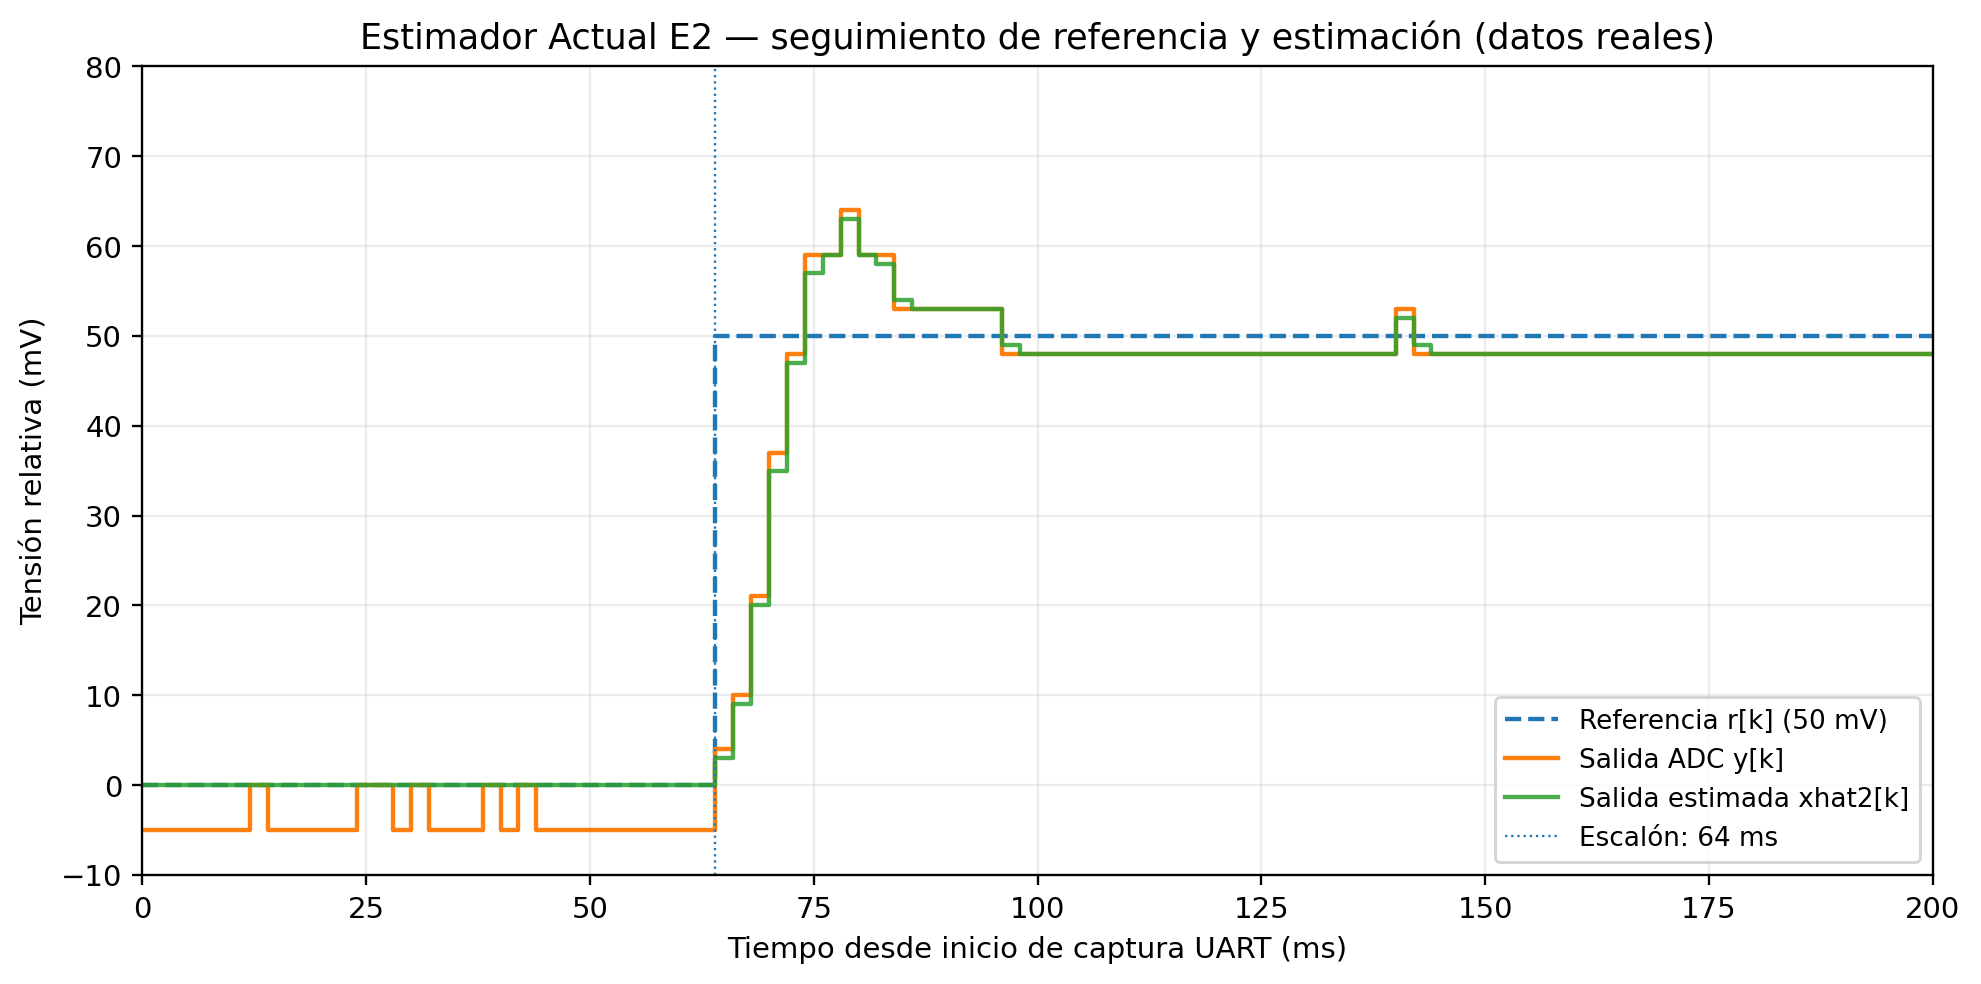 Estimador Actual E2 — seguimiento de referencia y estimación (datos reales)
Tensión relativa (mV)
80
70
60
50
40
30
20
10
0
−10
0 25 50 75 100 125 150 175 200
Tiempo desde inicio de captura UART (ms)
Referencia r[k] (50 mV)
Salida ADC y[k]
Salida estimada xhat2[k]
Escalón: 64 ms